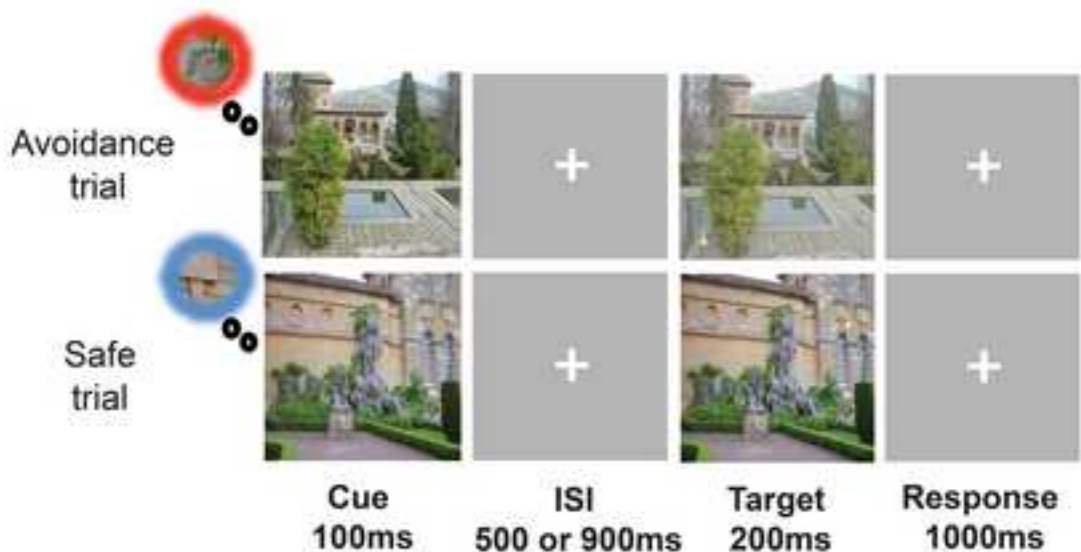 Avoidance
trial
Safe
trial
Cue
100ms
ISI
500 or 900ms
Target
200ms
Response
1000ms